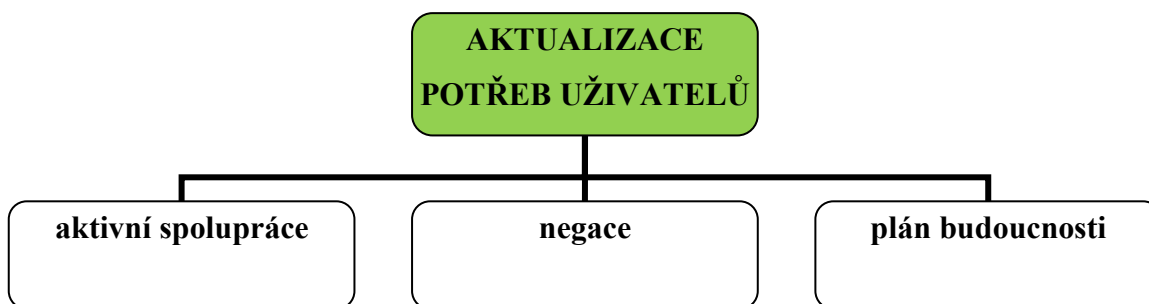 AKTUALIZACE
POTŘEB UŽIVATELŮ
aktivní spolupráce
negace
plán budoucnosti